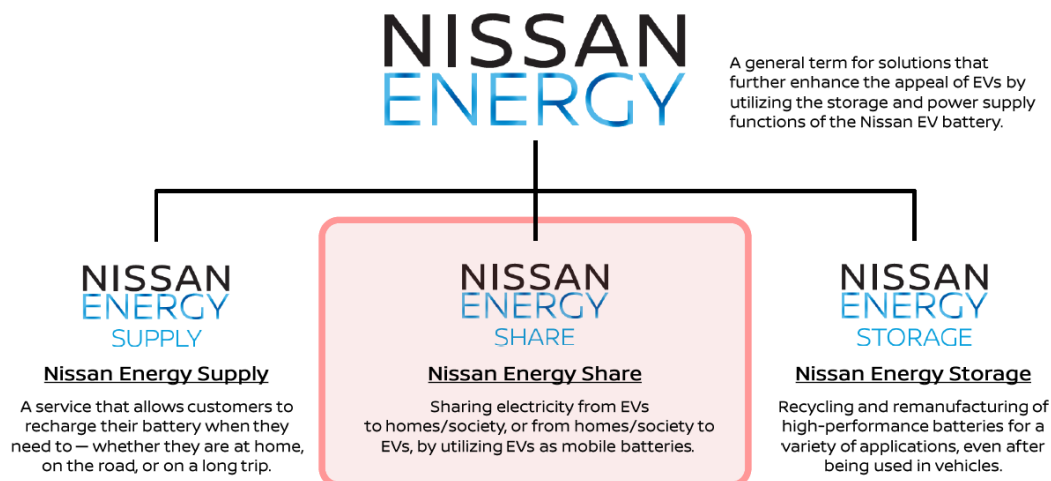 NISSAN
ENERGY
A general term for solutions that
further enhance the appeal of EVs by
utilizing the storage and power supply
functions of the Nissan EV battery.
NISSAN
ENERGY
SUPPLY
Nissan Energy Supply
A service that allows customers to
recharge their battery when they
need to — whether they are at home,
on the road, or on a long trip.
NISSAN
ENERGY
SHARE
Nissan Energy Share
Sharing electricity from EVs
to homes/society, or from homes/society to
EVs, by utilizing EVs as mobile batteries.
NISSAN
ENERGY
STORAGE
Nissan Energy Storage
Recycling and remanufacturing of
high-performance batteries for a
variety of applications, even after
being used in vehicles.